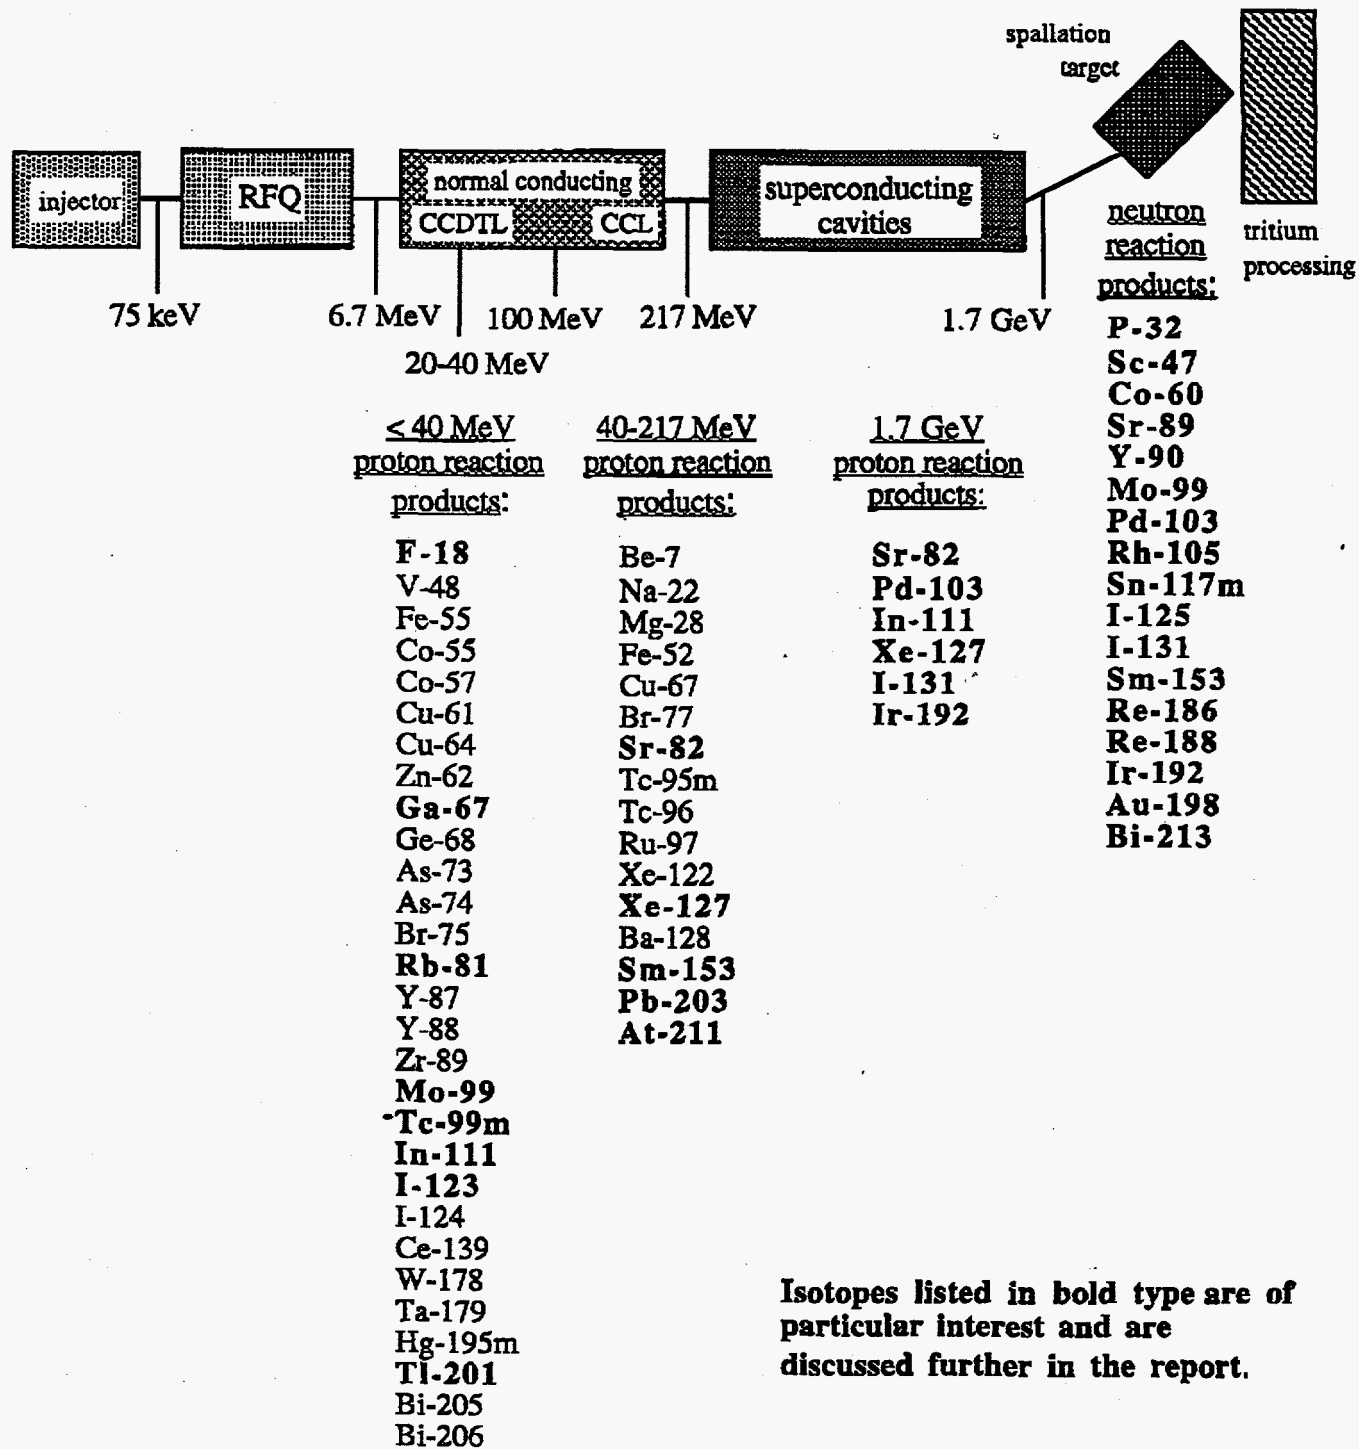 spallation
target
injector
RFQ
normal conducting
CCDTL
CCL
superconducting
cavities
tritium
processing
75 keV
6.7 MeV
20-40 MeV
100 MeV
217 MeV
1.7 GeV
< 40 MeV
proton reaction
products:
F-18
V-48
Fe-55
Co-55
Co-57
Cu-61
Cu-64
Zn-62
Ga-67
Ge-68
As-73
As-74
Br-75
Rb-81
Y-87
Y-88
Zr-89
Mo-99
Tc-99m
In-111
I-123
I-124
Ce-139
W-178
Ta-179
Hg-195m
Tl-201
Bi-205
Bi-206
40-217 MeV
proton reaction
products:
Be-7
Na-22
Mg-28
Fe-52
Cu-67
Br-77
Sr-82
Tc-95m
Tc-96
Ru-97
Xe-122
Xe-127
Ba-128
Sm-153
Pb-203
At-211
1.7 GeV
proton reaction
products:
Sr-82
Pd-103
In-111
Xe-127
I-131
Ir-192
neutron
reaction
products:
P-32
Sc-47
Co-60
Sr-89
Y-90
Mo-99
Pd-103
Rh-105
Sn-117m
I-125
I-131
Sm-153
Re-186
Re-188
Ir-192
Au-198
Bi-213
Isotopes listed in bold type are of
particular interest and are
discussed further in the report.